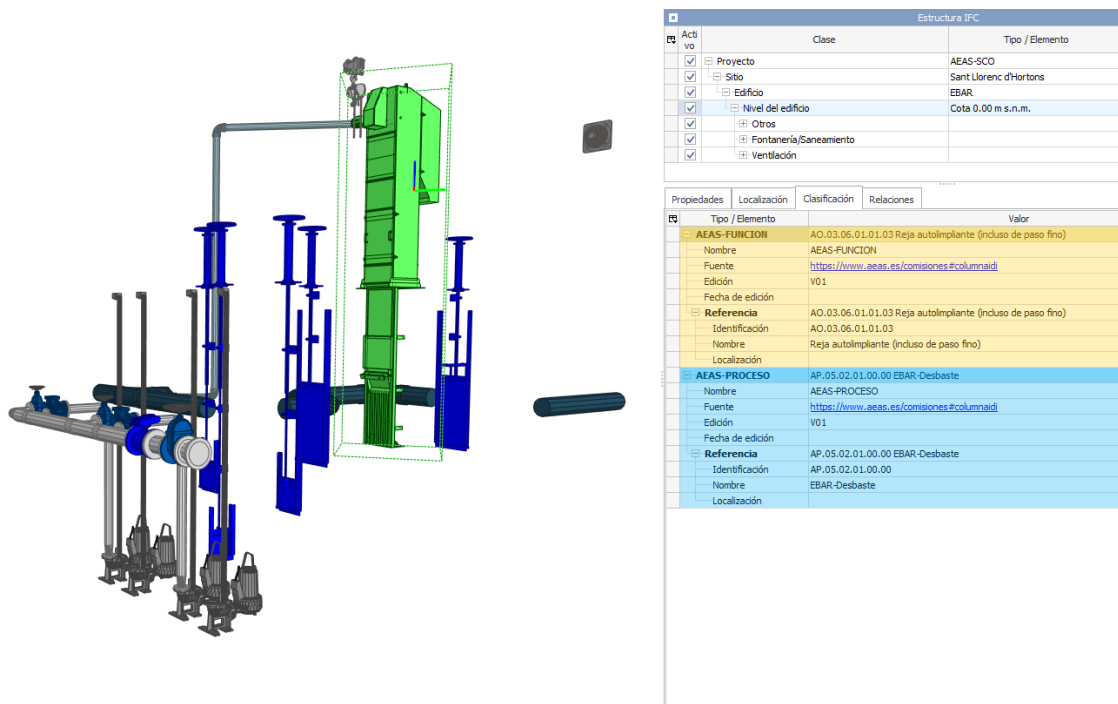 Estructura IFC
Acti vo Clase Tipo / Elemento
Proyecto AEAS-SCO
Sitio Sant Llorenc d'Hortons
Edificio EBAR
Nivel del edificio Cota 0.00 m s.n.m.
Otros
Fontanería/Saneamiento
Ventilación
Propiedades Localización Clasificación Relaciones
Tipo / Elemento Valor
AEAS-FUNCION AO.03.06.01.01.03 Reja autolimpiante (incluso de paso fino)
Nombre AEAS-FUNCION
Fuente https://www.aeas.es/comisiones#columnaidi
Edición V01
Fecha de edición
Referencia AO.03.06.01.01.03 Reja autolimpiante (incluso de paso fino)
Identificación AO.03.06.01.01.03
Nombre Reja autolimpiante (incluso de paso fino)
Localización
AEAS-PROCESO AP.05.02.01.00.00 EBAR-Desbaste
Nombre AEAS-PROCESO
Fuente https://www.aeas.es/comisiones#columnaidi
Edición V01
Fecha de edición
Referencia AP.05.02.01.00.00 EBAR-Desbaste
Identificación AP.05.02.01.00.00
Nombre EBAR-Desbaste
Localización